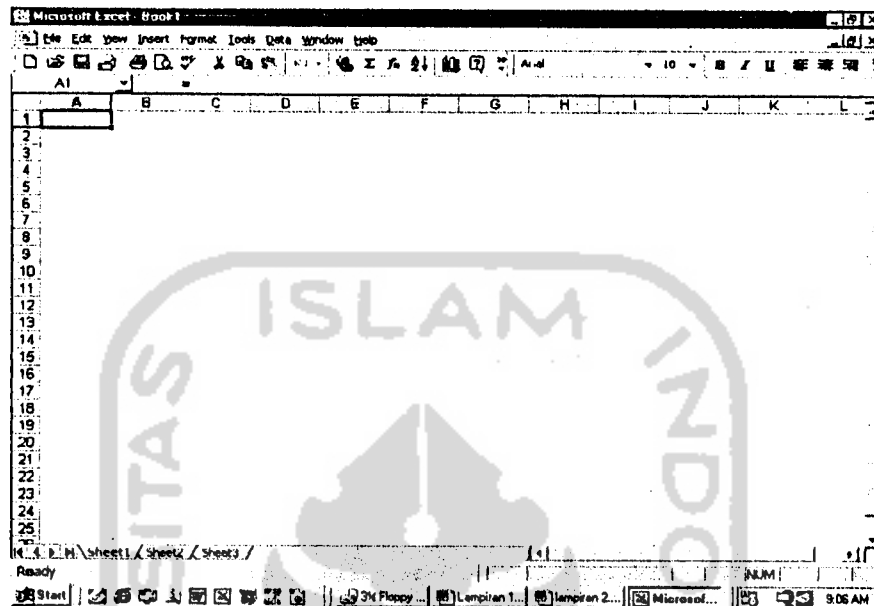 Microsoft Excel - Book1
File Edit View Insert Format Tools Data Window Help
Arial 10 B I U
A1 =
A B C D E F G H I J K L
1
2
3
4
5
6
7
8
9
10
11
12
13
14
15
16
17
18
19
20
21
22
23
24
25
ISLAM
SITAS
INDO
Sheet1 / Sheet2 / Sheet3 /
Ready
NUM
Start 3½ Floppy ... Lampiran 1... lampiran 2... Microsof... 9:06 AM